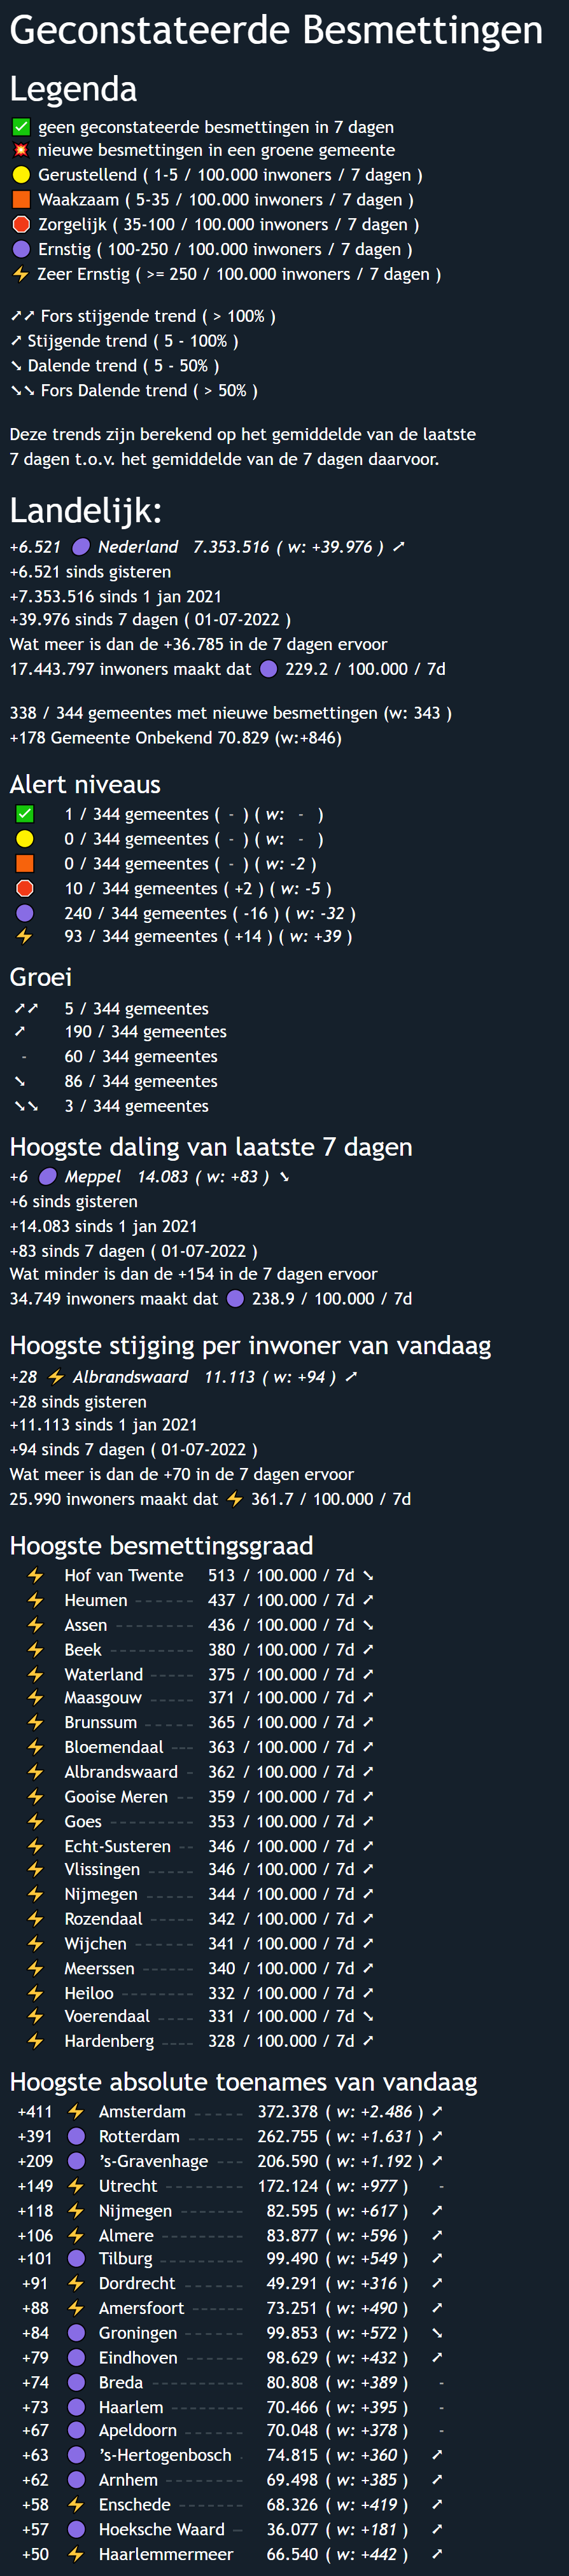 Geconstateerde Besmettingen
Legenda
✅ geen geconstateerde besmettingen in 7 dagen
💥 nieuwe besmettingen in een groene gemeente
🟡 Gerustellend ( 1-5 / 100.000 inwoners / 7 dagen )
🟧 Waakzaam ( 5-35 / 100.000 inwoners / 7 dagen )
🛑 Zorgelijk ( 35-100 / 100.000 inwoners / 7 dagen )
🟣 Ernstig ( 100-250 / 100.000 inwoners / 7 dagen )
⚡ Zeer Ernstig ( >= 250 / 100.000 inwoners / 7 dagen )
➚➚ Fors stijgende trend ( > 100% )
➚ Stijgende trend ( 5 - 100% )
➘ Dalende trend ( 5 - 50% )
➘➘ Fors Dalende trend ( > 50% )
Deze trends zijn berekend op het gemiddelde van de laatste
7 dagen t.o.v. het gemiddelde van de 7 dagen daarvoor.
Landelijk:
+6.521 🟣 Nederland 7.353.516 ( w: +39.976 ) ➚
+6.521 sinds gisteren
+7.353.516 sinds 1 jan 2021
+39.976 sinds 7 dagen ( 01-07-2022 )
Wat meer is dan de +36.785 in de 7 dagen ervoor
17.443.797 inwoners maakt dat 🟣 229.2 / 100.000 / 7d
338 / 344 gemeentes met nieuwe besmettingen (w: 343 )
+178 Gemeente Onbekend 70.829 (w:+846)
Alert niveaus
✅ 1 / 344 gemeentes ( - ) ( w: - )
🟡 0 / 344 gemeentes ( - ) ( w: - )
🟧 0 / 344 gemeentes ( - ) ( w: -2 )
🛑 10 / 344 gemeentes ( +2 ) ( w: -5 )
🟣 240 / 344 gemeentes ( -16 ) ( w: -32 )
⚡ 93 / 344 gemeentes ( +14 ) ( w: +39 )
Groei
➚➚ 5 / 344 gemeentes
➚ 190 / 344 gemeentes
- 60 / 344 gemeentes
➘ 86 / 344 gemeentes
➘➘ 3 / 344 gemeentes
Hoogste daling van laatste 7 dagen
+6 🟣 Meppel 14.083 ( w: +83 ) ➘
+6 sinds gisteren
+14.083 sinds 1 jan 2021
+83 sinds 7 dagen ( 01-07-2022 )
Wat minder is dan de +154 in de 7 dagen ervoor
34.749 inwoners maakt dat 🟣 238.9 / 100.000 / 7d
Hoogste stijging per inwoner van vandaag
+28 ⚡ Albrandswaard 11.113 ( w: +94 ) ➚
+28 sinds gisteren
+11.113 sinds 1 jan 2021
+94 sinds 7 dagen ( 01-07-2022 )
Wat meer is dan de +70 in de 7 dagen ervoor
25.990 inwoners maakt dat ⚡ 361.7 / 100.000 / 7d
Hoogste besmettingsgraad
⚡ Hof van Twente 513 / 100.000 / 7d ➘
⚡ Heumen ------ 437 / 100.000 / 7d ➚
⚡ Assen -------- 436 / 100.000 / 7d ➘
⚡ Beek --------- 380 / 100.000 / 7d ➚
⚡ Waterland ----- 375 / 100.000 / 7d ➚
⚡ Maasgouw ----- 371 / 100.000 / 7d ➚
⚡ Brunssum ----- 365 / 100.000 / 7d ➚
⚡ Bloemendaal --- 363 / 100.000 / 7d ➚
⚡ Albrandswaard - 362 / 100.000 / 7d ➚
⚡ Gooise Meren -- 359 / 100.000 / 7d ➚
⚡ Goes --------- 353 / 100.000 / 7d ➚
⚡ Echt-Susteren -- 346 / 100.000 / 7d ➚
⚡ Vlissingen ----- 346 / 100.000 / 7d ➚
⚡ Nijmegen ----- 344 / 100.000 / 7d ➚
⚡ Rozendaal ----- 342 / 100.000 / 7d ➚
⚡ Wijchen ------ 341 / 100.000 / 7d ➚
⚡ Meerssen ------ 340 / 100.000 / 7d ➚
⚡ Heiloo -------- 332 / 100.000 / 7d ➚
⚡ Voerendaal ---- 331 / 100.000 / 7d ➘
⚡ Hardenberg ---- 328 / 100.000 / 7d ➚
Hoogste absolute toenames van vandaag
+411 ⚡ Amsterdam ----- 372.378 ( w: +2.486 ) ➚
+391 🟣 Rotterdam ------ 262.755 ( w: +1.631 ) ➚
+209 🟣 ’s-Gravenhage --- 206.590 ( w: +1.192 ) ➚
+149 ⚡ Utrecht -------- 172.124 ( w: +977 ) -
+118 ⚡ Nijmegen ------- 82.595 ( w: +617 ) ➚
+106 ⚡ Almere --------- 83.877 ( w: +596 ) ➚
+101 🟣 Tilburg --------- 99.490 ( w: +549 ) ➚
+91 ⚡ Dordrecht ------ 49.291 ( w: +316 ) ➚
+88 ⚡ Amersfoort ------ 73.251 ( w: +490 ) ➚
+84 🟣 Groningen ------ 99.853 ( w: +572 ) ➘
+79 🟣 Eindhoven ------ 98.629 ( w: +432 ) ➚
+74 🟣 Breda ---------- 80.808 ( w: +389 ) -
+73 🟣 Haarlem -------- 70.466 ( w: +395 ) -
+67 🟣 Apeldoorn ------ 70.048 ( w: +378 ) -
+63 🟣 ’s-Hertogenbosch - 74.815 ( w: +360 ) ➚
+62 🟣 Arnhem -------- 69.498 ( w: +385 ) ➚
+58 ⚡ Enschede ------- 68.326 ( w: +419 ) ➚
+57 🟣 Hoeksche Waard - 36.077 ( w: +181 ) ➚
+50 ⚡ Haarlemmermeer 66.540 ( w: +442 ) ➚